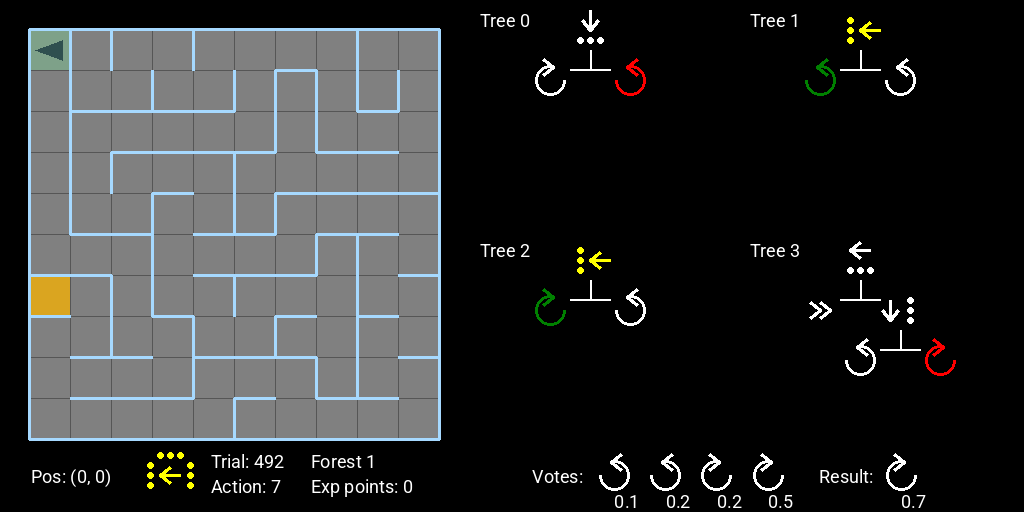 Tree 0
Tree 1
Tree 2
Tree 3
Pos: (0, 0)
Trial: 492
Forest 1
Action: 7
Exp points: 0
Votes:
0.1
0.2
0.2
0.5
Result:
0.7